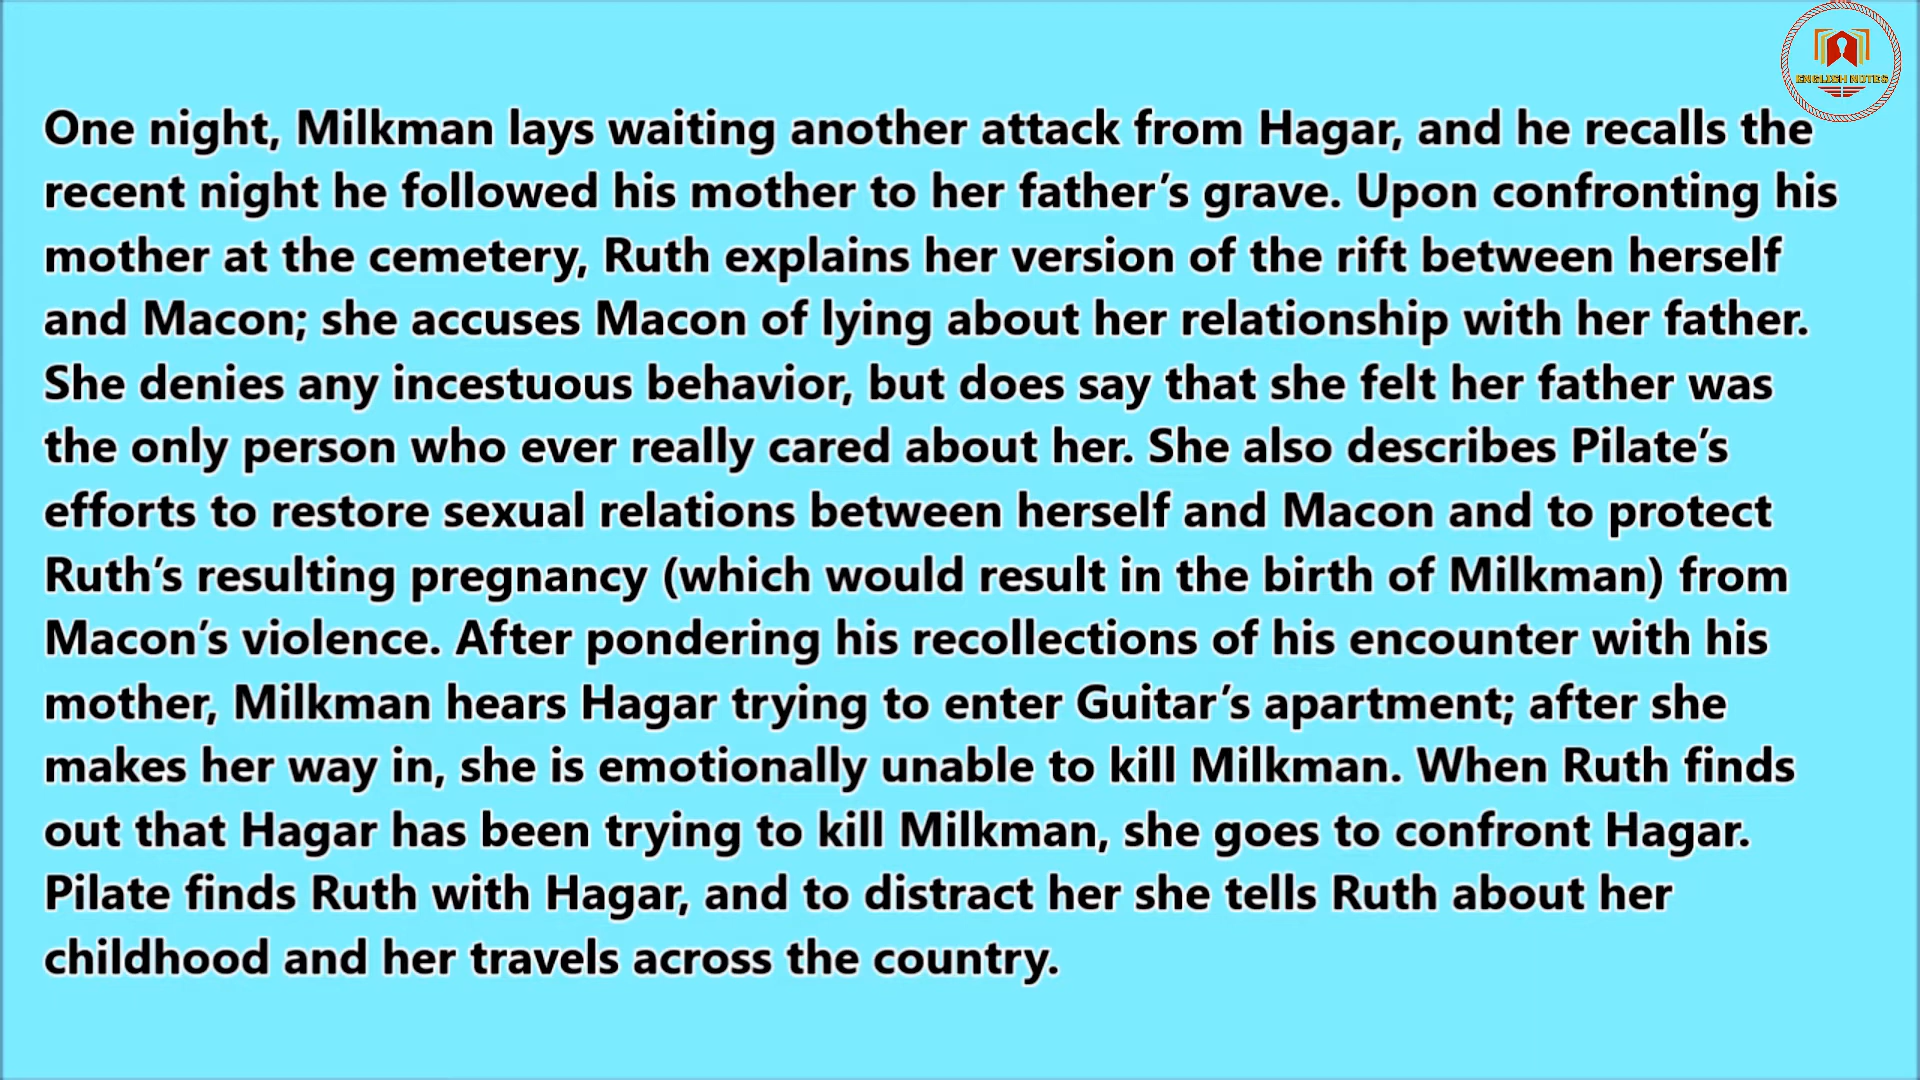 ENGLISH NOTES
One night, Milkman lays waiting another attack from Hagar, and he recalls the
recent night he followed his mother to her father’s grave. Upon confronting his
mother at the cemetery, Ruth explains her version of the rift between herself
and Macon; she accuses Macon of lying about her relationship with her father.
She denies any incestuous behavior, but does say that she felt her father was
the only person who ever really cared about her. She also describes Pilate’s
efforts to restore sexual relations between herself and Macon and to protect
Ruth’s resulting pregnancy (which would result in the birth of Milkman) from
Macon’s violence. After pondering his recollections of his encounter with his
mother, Milkman hears Hagar trying to enter Guitar’s apartment; after she
makes her way in, she is emotionally unable to kill Milkman. When Ruth finds
out that Hagar has been trying to kill Milkman, she goes to confront Hagar.
Pilate finds Ruth with Hagar, and to distract her she tells Ruth about her
childhood and her travels across the country.